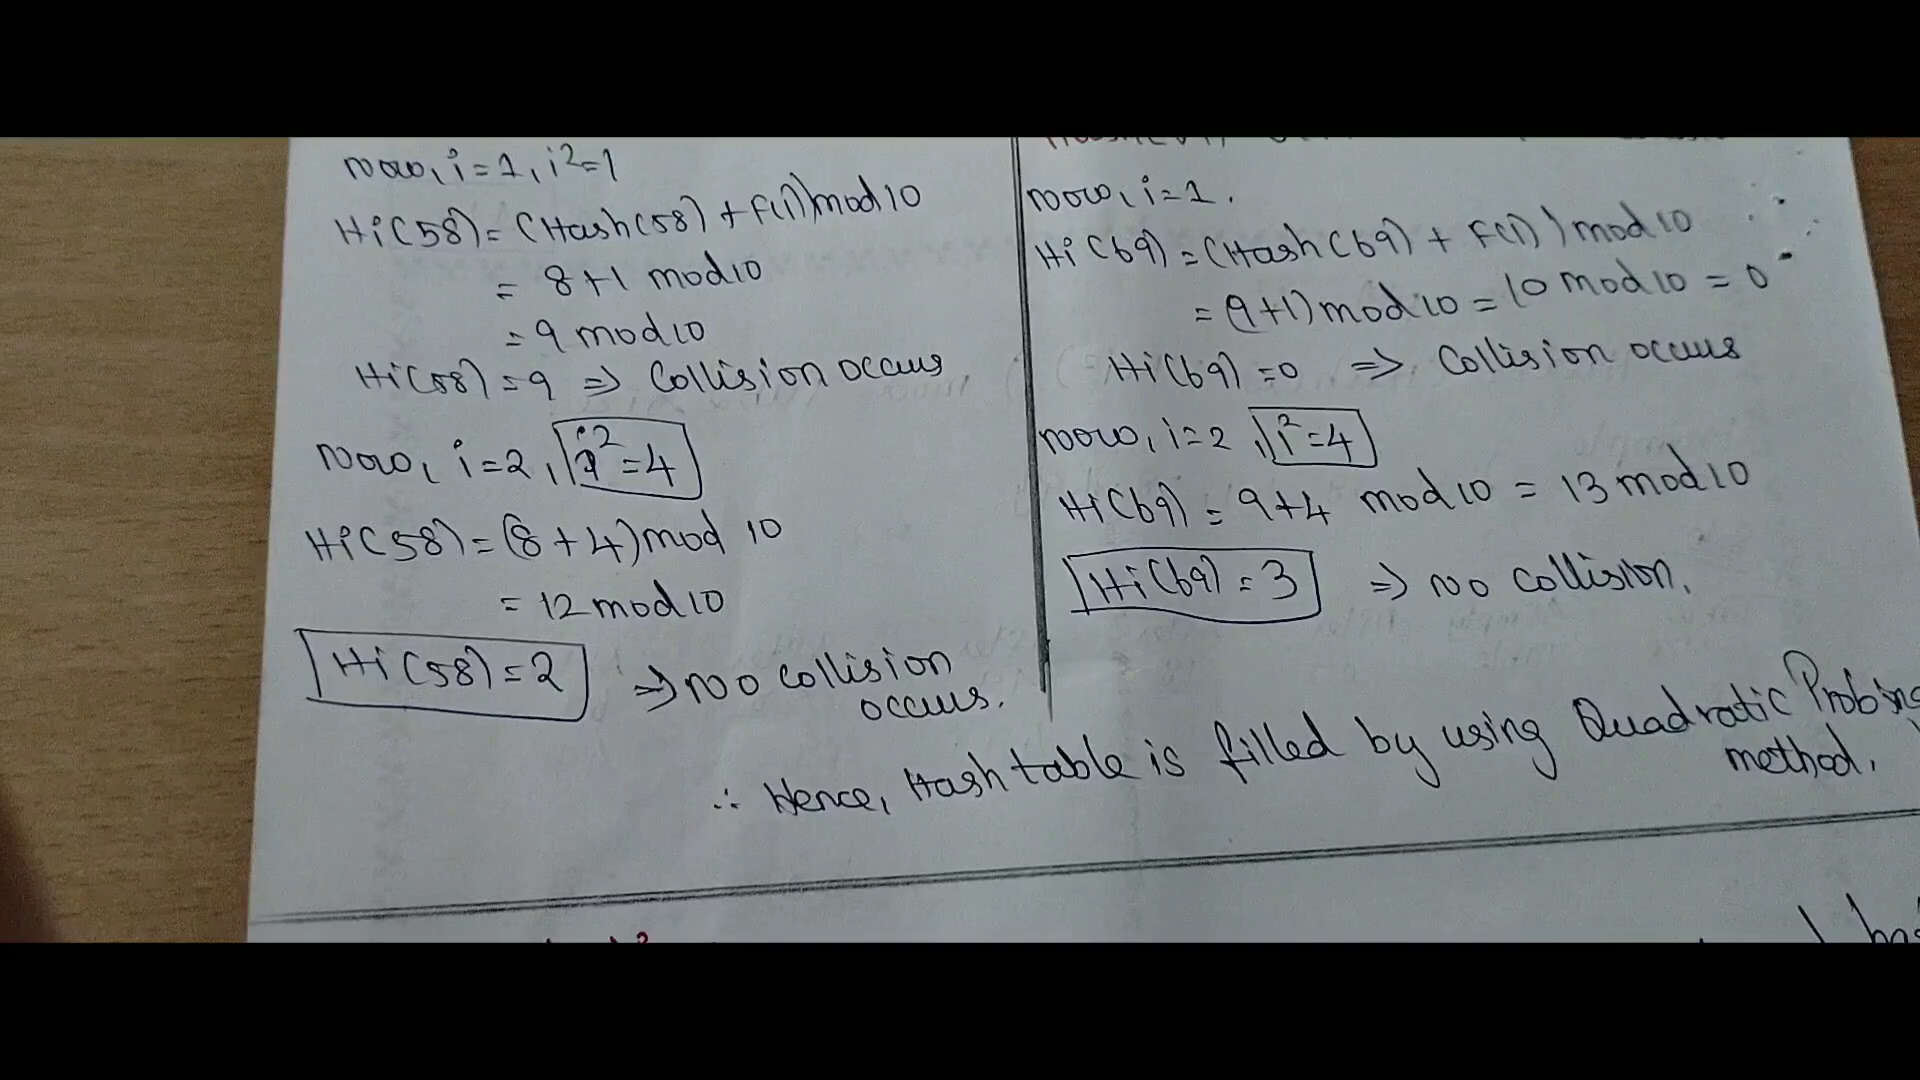 now, i=1, i²=1
Hi(58) = (Hash(58) + F(1)) mod 10
= 8+1 mod 10
= 9 mod 10
Hi(58) = 9 ⇒ Collision occurs
now, i=2, i²=4
Hi(58) = (8+4) mod 10
= 12 mod 10
Hi(58) = 2 ⇒ no collision
occurs.
now, i=1.
Hi(69) = (Hash(69) + F(1)) mod 10
= (9+1) mod 10 = 10 mod 10 = 0
Hi(69) = 0 ⇒ Collision occurs
now, i=2, i²=4
Hi(69) = 9+4 mod 10 = 13 mod 10
Hi(69) = 3 ⇒ no collision.
∴ Hence, Hash table is filled by using Quadratic Probing
method.